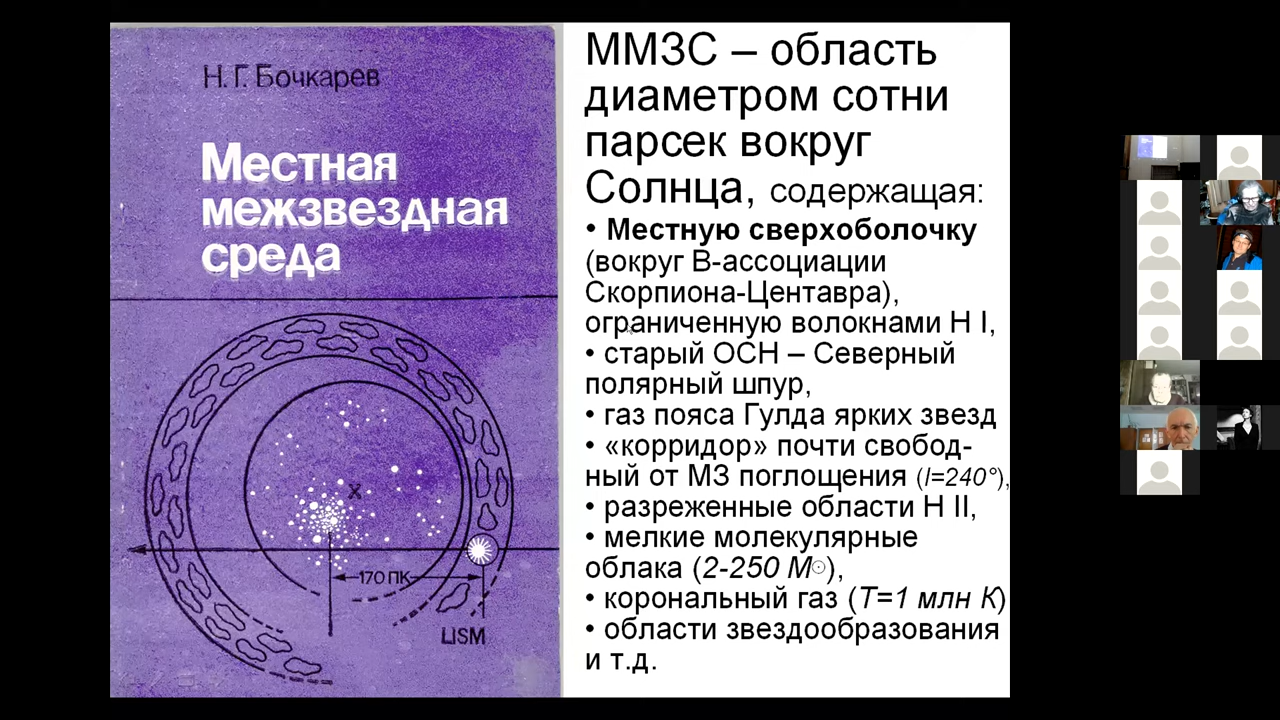 Н. Г. Бочкарев
Местная
межзвездная
среда
170 ПК
LISM
ММЗС – область
диаметром сотни
парсек вокруг
Солнца, содержащая:
• Местную сверхоболочку
(вокруг В-ассоциации
Скорпиона-Центавра),
ограниченную волокнами Н I,
• старый ОСН – Северный
полярный шпур,
• газ пояса Гулда ярких звезд
• «корридор» почти свобод-
ный от МЗ поглощения (l=240°),
• разреженные области Н II,
• мелкие молекулярные
облака (2-250 М☉),
• корональный газ (Т=1 млн К)
• области звездообразования
и т.д.